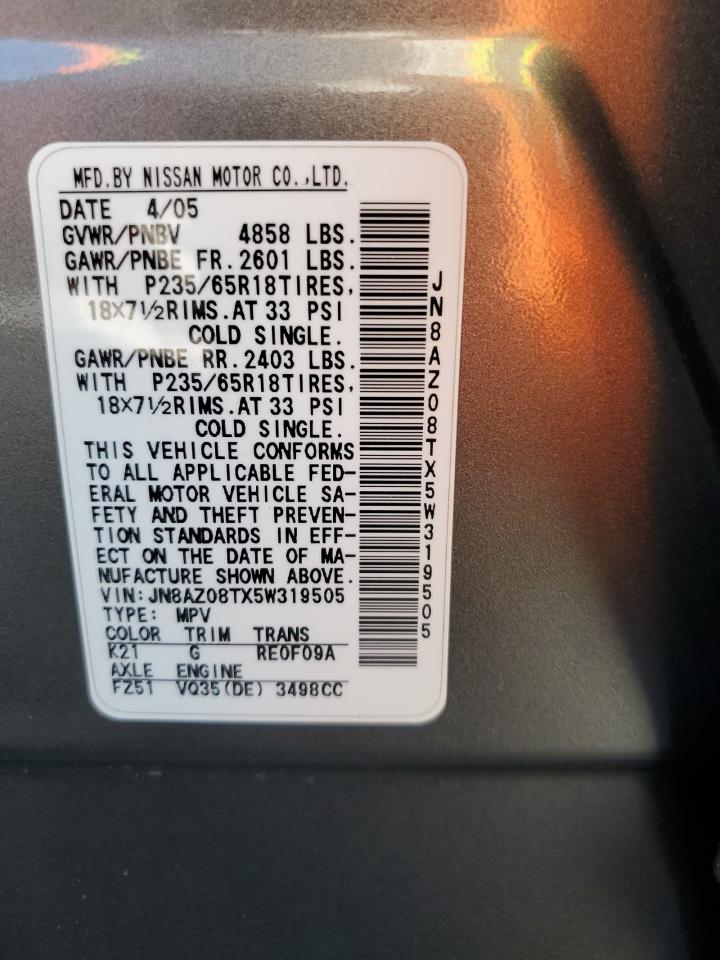 MFD.BY NISSAN MOTOR CO.,LTD.
DATE 4/05
GVWR/PNBV 4858 LBS.
GAWR/PNBE FR.2601 LBS.
WITH P235/65R18TIRES,
18X7½RIMS.AT 33 PSI
COLD SINGLE.
GAWR/PNBE RR.2403 LBS.
WITH P235/65R18TIRES,
18X7½RIMS.AT 33 PSI
COLD SINGLE.
THIS VEHICLE CONFORMS
TO ALL APPLICABLE FED-
ERAL MOTOR VEHICLE SA-
FETY AND THEFT PREVEN-
TION STANDARDS IN EFF-
ECT ON THE DATE OF MA-
NUFACTURE SHOWN ABOVE.
VIN:JN8AZ08TX5W319505
TYPE: MPV
COLOR TRIM TRANS
K21 G RE0F09A
AXLE ENGINE
FZ51 VQ35(DE) 3498CC
JN8AZ08TX5W319505